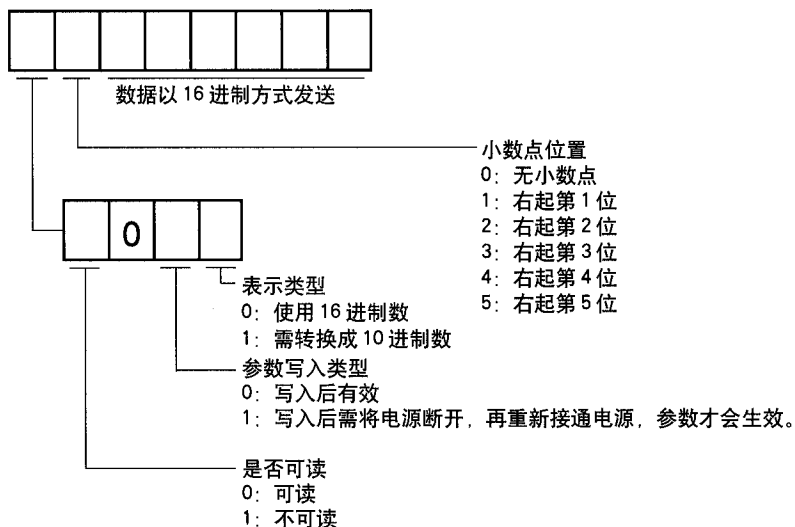 数据以 16 进制方式发送
小数点位置
0: 无小数点
1: 右起第 1 位
2: 右起第 2 位
3: 右起第 3 位
4: 右起第 4 位
5: 右起第 5 位
0
表示类型
0: 使用 16 进制数
1: 需转换成 10 进制数
参数写入类型
0: 写入后有效
1: 写入后需将电源断开, 再重新接通电源, 参数才会生效。
是否可读
0: 可读
1: 不可读